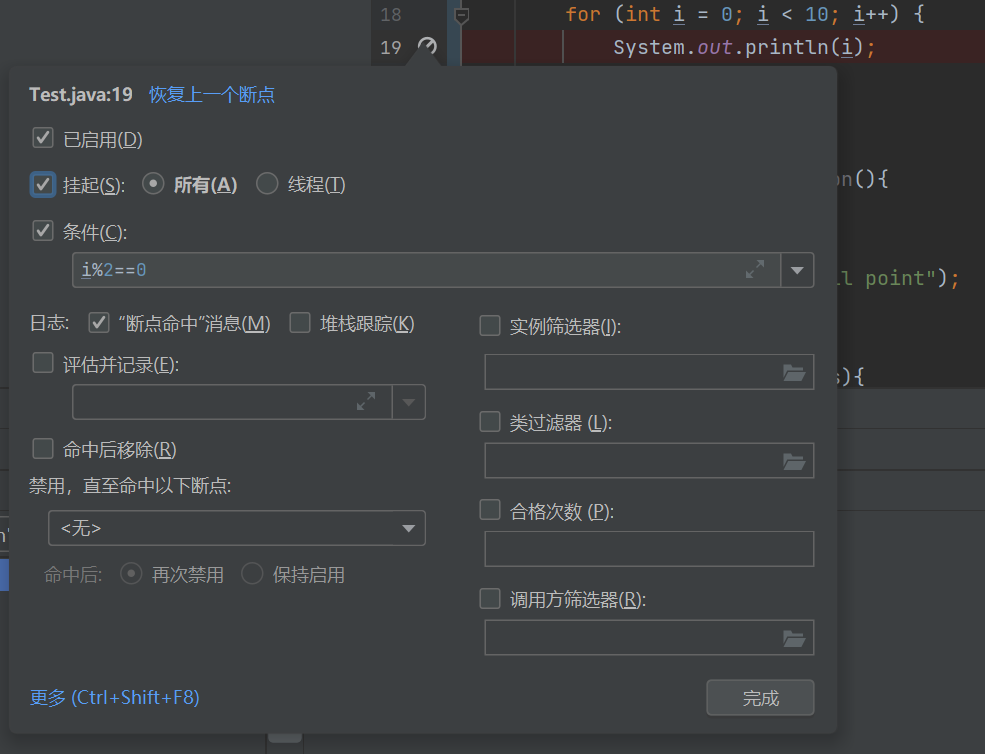 18 for (int i = 0; i < 10; i++) {
19 System.out.println(i);
Test.java:19 恢复上一个断点
已启用(D)
挂起(S): 所有(A) 线程(T)
on(){
条件(C):
i%2==0
ll point");
日志: “断点命中”消息(M) 堆栈跟踪(K)
实例筛选器(I):
评估并记录(E):
s){
类过滤器 (L):
命中后移除(R)
禁用，直至命中以下断点:
合格次数 (P):
<无>
命中后: 再次禁用 保持启用
调用方筛选器(R):
更多 (Ctrl+Shift+F8)
完成